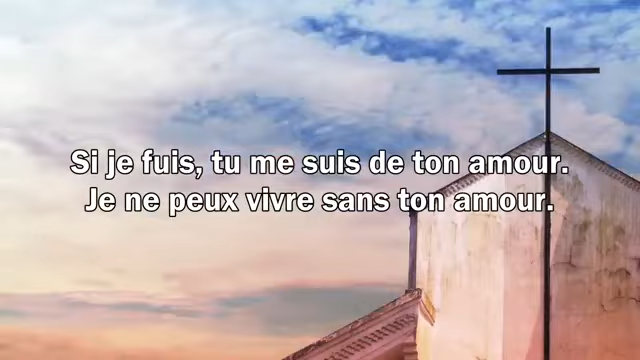 Si je fuis, tu me suis de ton amour.
Je ne peux vivre sans ton amour.